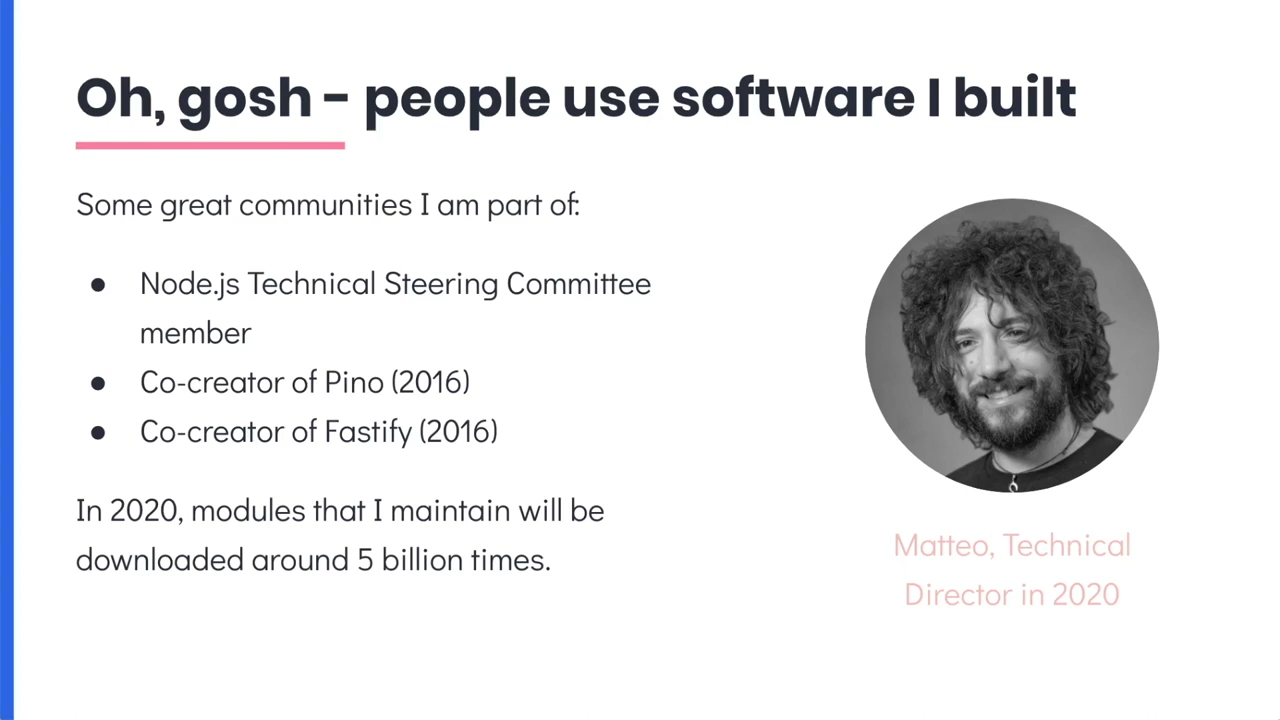 Oh, gosh - people use software I built
Some great communities I am part of:
● Node.js Technical Steering Committee
member
● Co-creator of Pino (2016)
● Co-creator of Fastify (2016)
In 2020, modules that I maintain will be
downloaded around 5 billion times.
Matteo, Technical
Director in 2020